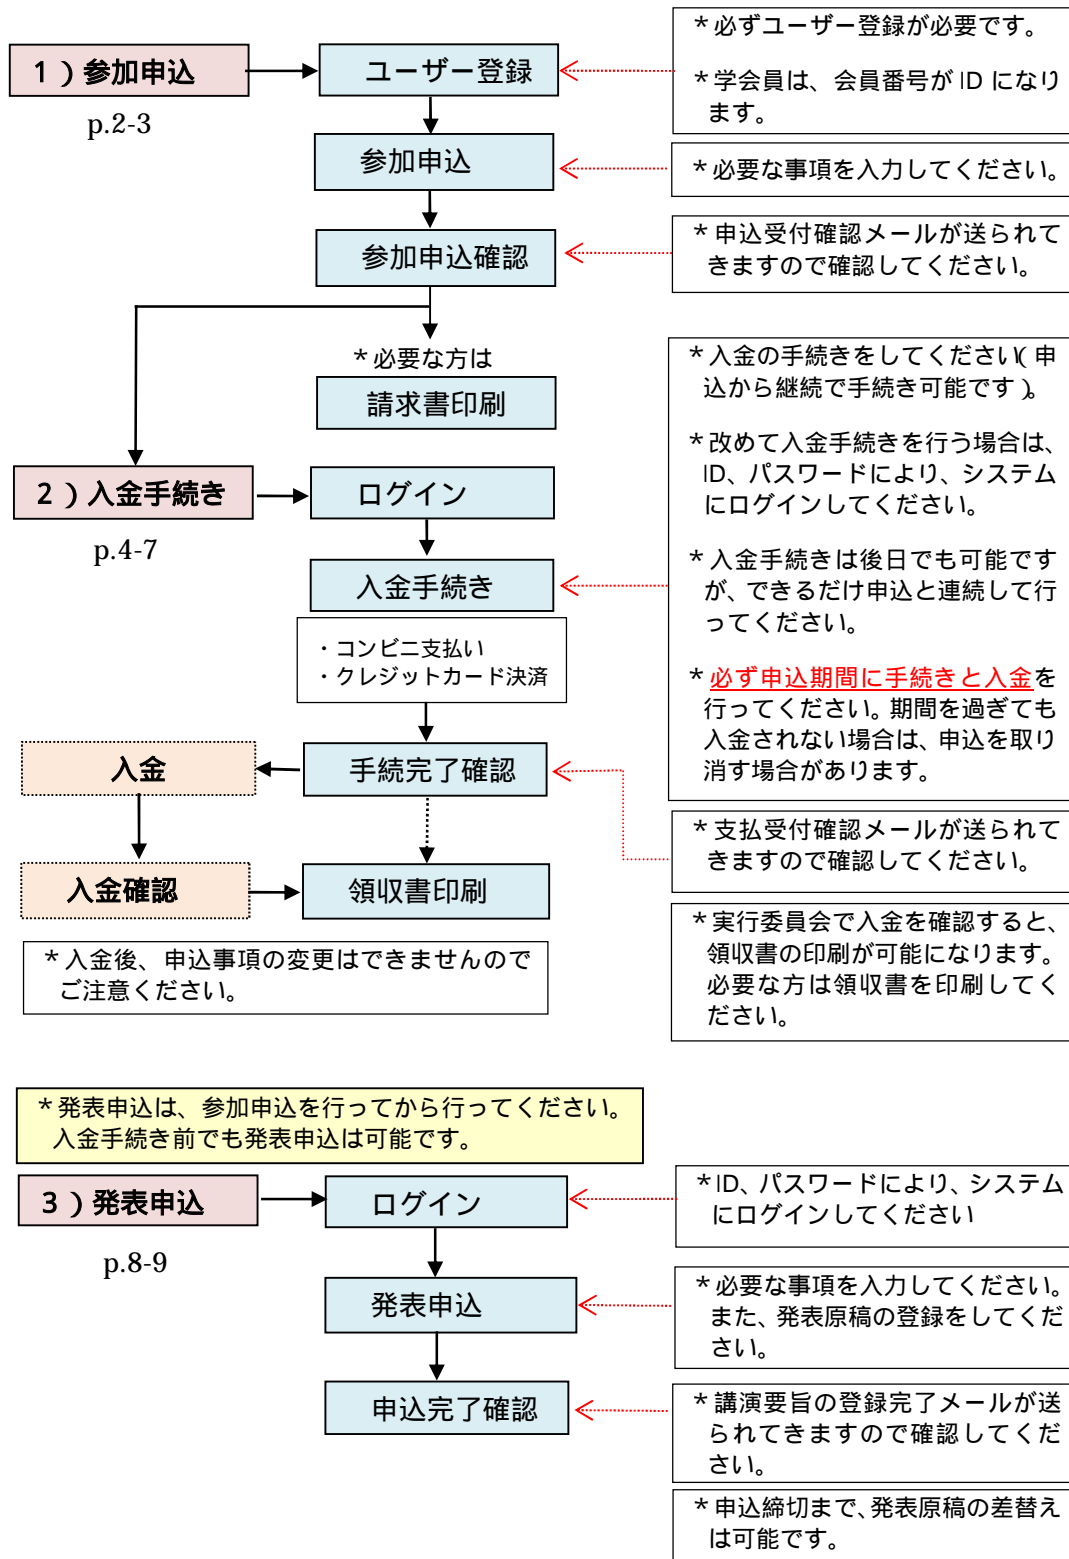 1）参加申込
p.2-3
ユーザー登録
＊必ずユーザー登録が必要です。
＊学会員は、会員番号が ID になり
ます。
参加申込
＊必要な事項を入力してください。
参加申込確認
＊申込受付確認メールが送られて
きますので確認してください。
＊必要な方は
請求書印刷
2）入金手続き
p.4-7
ログイン
入金手続き
・コンビニ支払い
・クレジットカード決済
＊入金の手続きをしてください（申
込から継続で手続き可能です）。
＊改めて入金手続きを行う場合は、
ID、パスワードにより、システム
にログインしてください。
＊入金手続きは後日でも可能です
が、できるだけ申込と連続して行
ってください。
＊必ず申込期間に手続きと入金を
行ってください。期間を過ぎても
入金されない場合は、申込を取り
消す場合があります。
手続完了確認
入金
＊支払受付確認メールが送られて
きますので確認してください。
入金確認
領収書印刷
＊実行委員会で入金を確認すると、
領収書の印刷が可能になります。
必要な方は領収書を印刷してく
ださい。
＊入金後、申込事項の変更はできませんので
ご注意ください。
＊発表申込は、参加申込を行ってから行ってください。
入金手続き前でも発表申込は可能です。
3）発表申込
p.8-9
ログイン
＊ID、パスワードにより、システム
にログインしてください
発表申込
＊必要な事項を入力してください。
また、発表原稿の登録をしてくだ
さい。
申込完了確認
＊講演要旨の登録完了メールが送
られてきますので確認してくだ
さい。
＊申込締切まで、発表原稿の差替え
は可能です。